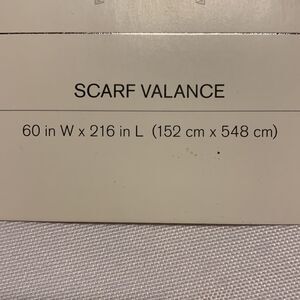 SCARF VALANCE
60 in W x 216 in L (152 cm x 548 cm)